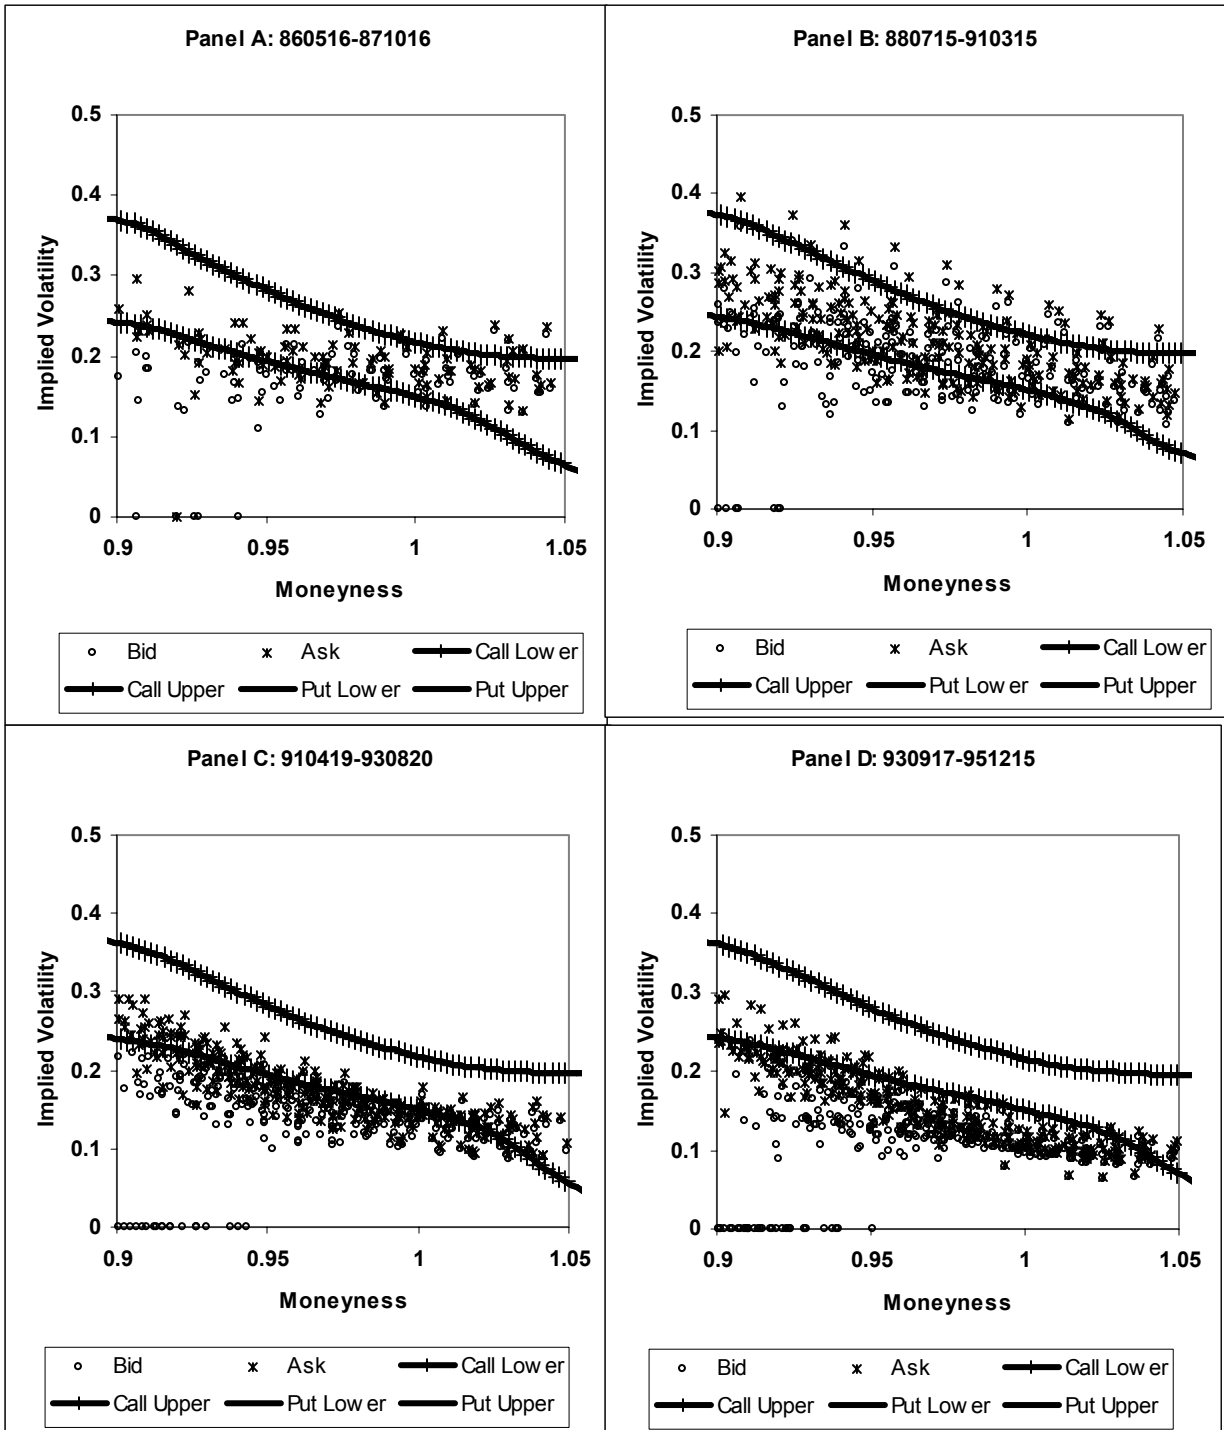 Panel A: 860516-871016
0.5
0.4
0.3
0.2
0.1
0
Implied Volatility
0.9 0.95 1 1.05
Moneyness
Bid Ask Call Low er
Call Upper Put Low er Put Upper
Panel B: 880715-910315
0.5
0.4
0.3
0.2
0.1
0
Implied Volatility
0.9 0.95 1 1.05
Moneyness
Bid Ask Call Low er
Call Upper Put Low er Put Upper
Panel C: 910419-930820
0.5
0.4
0.3
0.2
0.1
0
Implied Volatility
0.9 0.95 1 1.05
Moneyness
Bid Ask Call Low er
Call Upper Put Low er Put Upper
Panel D: 930917-951215
0.5
0.4
0.3
0.2
0.1
0
Implied Volatility
0.9 0.95 1 1.05
Moneyness
Bid Ask Call Low er
Call Upper Put Low er Put Upper